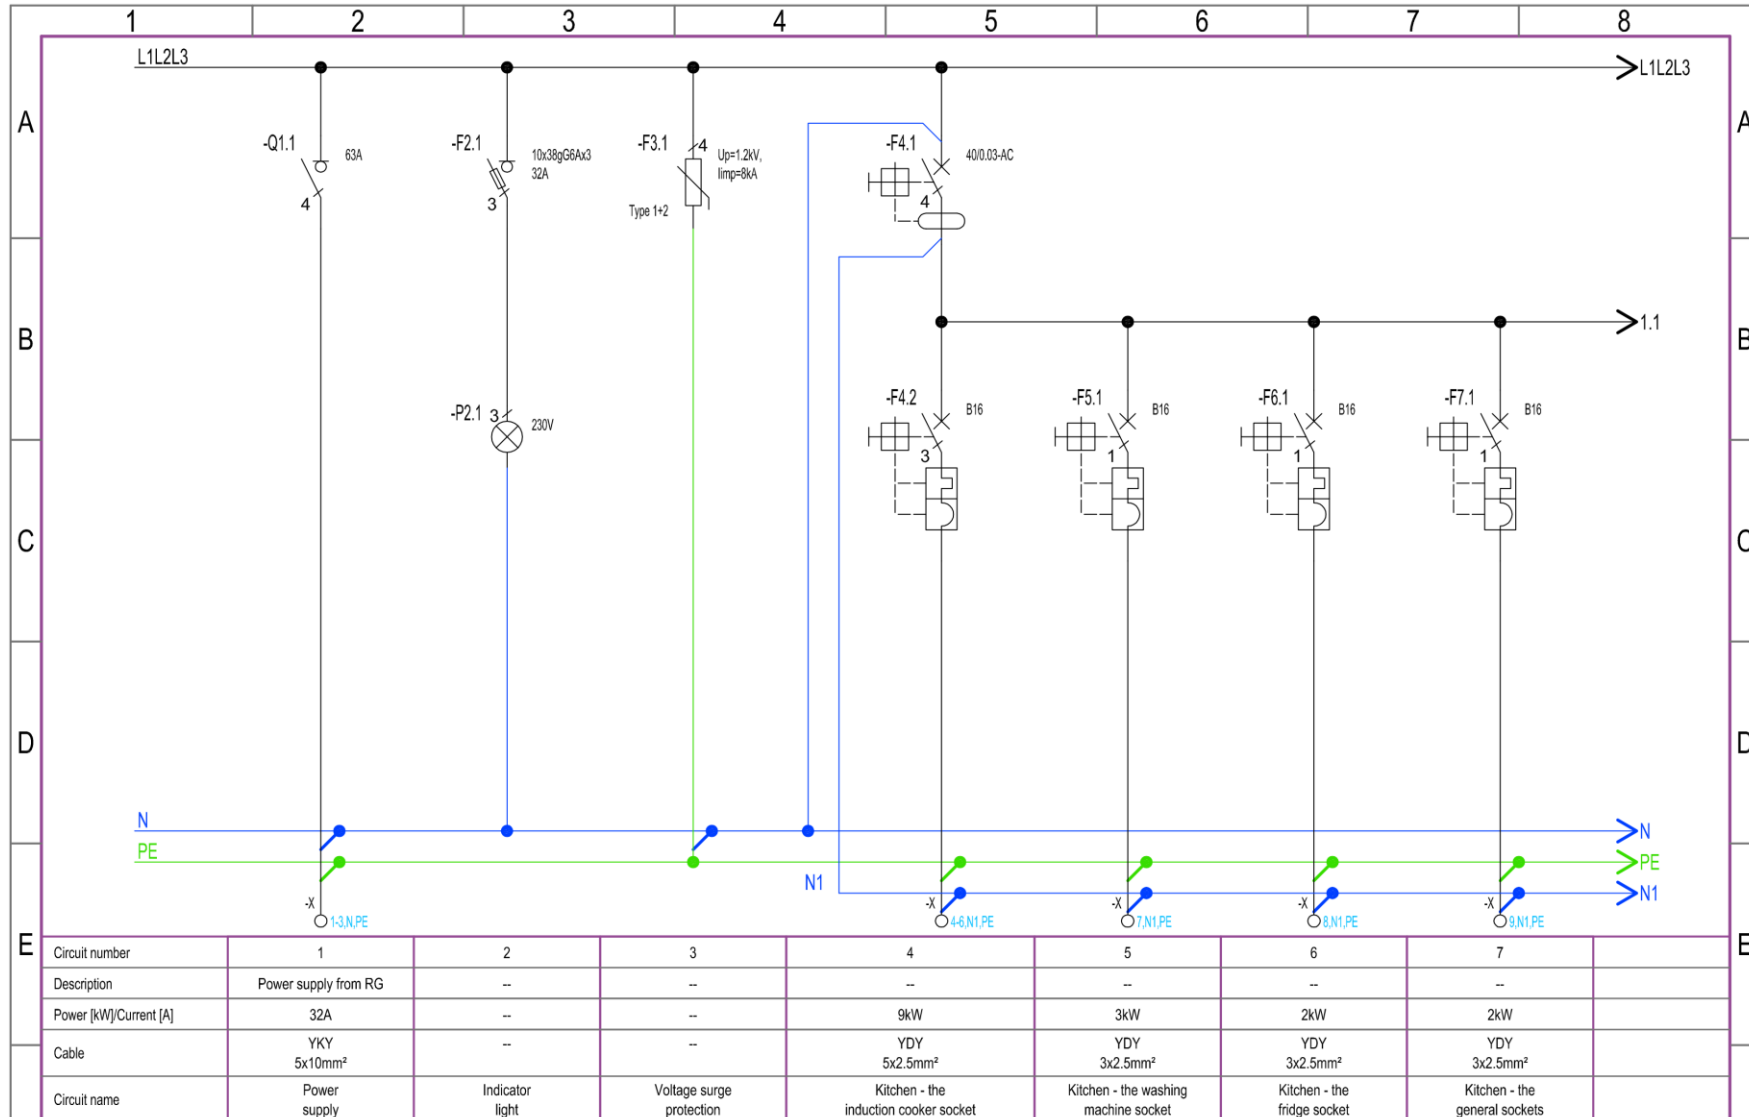 1 2 3 4 5 6 7 8
L1L2L3
L1L2L3
A
A
-Q1.1
63A
4
-F2.1
10x38gG6Ax3
32A
3
-F3.1
4
Up=1.2kV,
Iimp=8kA
Type 1+2
-F4.1
40/0.03-AC
4
B
B
1.1
-P2.1
3
230V
-F4.2
B16
3
-F5.1
B16
1
-F6.1
B16
1
-F7.1
B16
1
C
C
D
D
N
N
PE
PE
N1
N1
-X
1-3,N,PE
-X
4-6,N1,PE
-X
7,N1,PE
-X
8,N1,PE
-X
9,N1,PE
E
E
Circuit number 1 2 3 4 5 6 7
Description Power supply from RG -- -- -- -- -- --
Power [kW]/Current [A] 32A -- -- 9kW 3kW 2kW 2kW
Cable YKY -- -- YDY YDY YDY YDY
5x10mm² 5x2.5mm² 3x2.5mm² 3x2.5mm² 3x2.5mm²
Circuit name Power Indicator Voltage surge Kitchen - the Kitchen - the washing Kitchen - the Kitchen - the
supply light protection induction cooker socket machine socket fridge socket general sockets